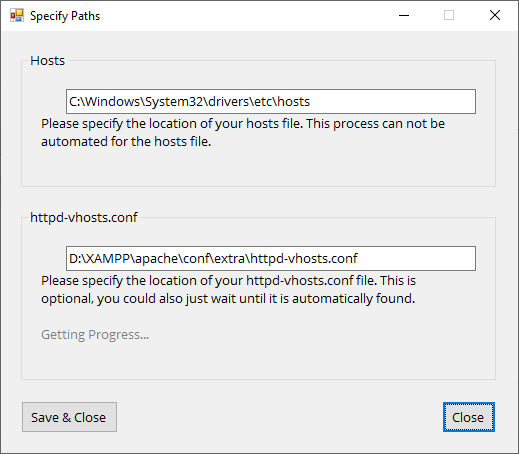 Specify Paths
Hosts
C:\Windows\System32\drivers\etc\hosts
Please specify the location of your hosts file. This process can not be
automated for the hosts file.
httpd-vhosts.conf
D:\XAMPP\apache\conf\extra\httpd-vhosts.conf
Please specify the location of your httpd-vhosts.conf file. This is
optional, you could also just wait until it is automatically found.
Getting Progress...
Save & Close
Close